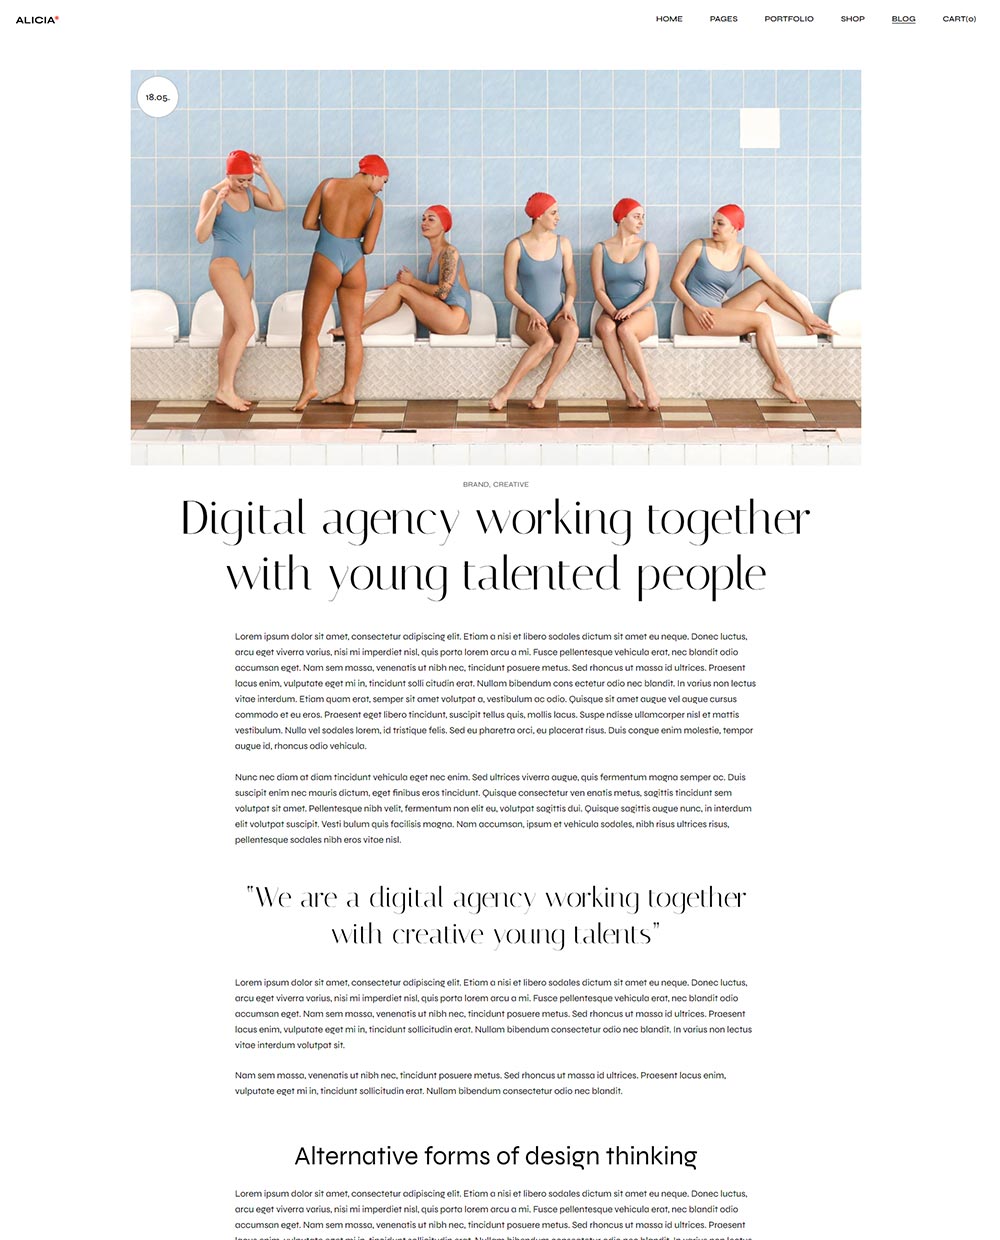 ALICIA*
HOME PAGES PORTFOLIO SHOP BLOG CART(0)
18.05.
BRAND, CREATIVE
Digital agency working together
with young talented people
Lorem ipsum dolor sit amet, consectetur adipiscing elit. Etiam a nisi et libero sodales dictum sit amet eu neque. Donec luctus,
arcu eget viverra varius, nisi mi imperdiet nisl, quis porta lorem arcu a mi. Fusce pellentesque vehicula erat, nec blandit odio
accumsan eget. Nam sem massa, venenatis ut nibh nec, tincidunt posuere metus. Sed rhoncus ut massa id ultrices. Praesent
lacus enim, vulputate eget mi in, tincidunt solli citudin erat. Nullam bibendum cons ectetur odio nec blandit. In varius non lectus
vitae interdum. Etiam quam erat, semper sit amet volutpat a, vestibulum ac odio. Quisque sit amet augue vel augue cursus
commodo et eu eros. Praesent eget libero tincidunt, suscipit tellus quis, mollis lacus. Suspe ndisse ullamcorper nisl et mattis
vestibulum. Nulla vel sodales lorem, id tristique felis. Sed eu pharetra orci, eu placerat risus. Duis congue enim molestie, tempor
augue id, rhoncus odio vehicula.
Nunc nec diam at diam tincidunt vehicula eget nec enim. Sed ultrices viverra augue, quis fermentum magna semper ac. Duis
suscipit enim nec mauris dictum, eget finibus eros tincidunt. Quisque consectetur ven enatis metus, sagittis tincidunt sem
volutpat sit amet. Pellentesque nibh velit, fermentum non elit eu, volutpat sagittis dui. Quisque sagittis augue nunc, in interdum
elit volutpat suscipit. Vesti bulum quis facilisis magna. Nam accumsan, ipsum et vehicula sodales, nibh risus ultrices risus,
pellentesque sodales nibh eros vitae nisl.
"We are a digital agency working together
with creative young talents”
Lorem ipsum dolor sit amet, consectetur adipiscing elit. Etiam a nisi et libero sodales dictum sit amet eu neque. Donec luctus,
arcu eget viverra varius, nisi mi imperdiet nisl, quis porta lorem arcu a mi. Fusce pellentesque vehicula erat, nec blandit odio
accumsan eget. Nam sem massa, venenatis ut nibh nec, tincidunt posuere metus. Sed rhoncus ut massa id ultrices. Praesent
lacus enim, vulputate eget mi in, tincidunt sollicitudin erat. Nullam bibendum consectetur odio nec blandit. In varius non lectus
vitae interdum volutpat sit.
Nam sem massa, venenatis ut nibh nec, tincidunt posuere metus. Sed rhoncus ut massa id ultrices. Praesent lacus enim,
vulputate eget mi in, tincidunt sollicitudin erat. Nullam bibendum consectetur odio nec blandit.
Alternative forms of design thinking
Lorem ipsum dolor sit amet, consectetur adipiscing elit. Etiam a nisi et libero sodales dictum sit amet eu neque. Donec luctus,
arcu eget viverra varius, nisi mi imperdiet nisl, quis porta lorem arcu a mi. Fusce pellentesque vehicula erat, nec blandit odio
accumsan eget. Nam sem massa, venenatis ut nibh nec, tincidunt posuere metus. Sed rhoncus ut massa id ultrices. Praesent